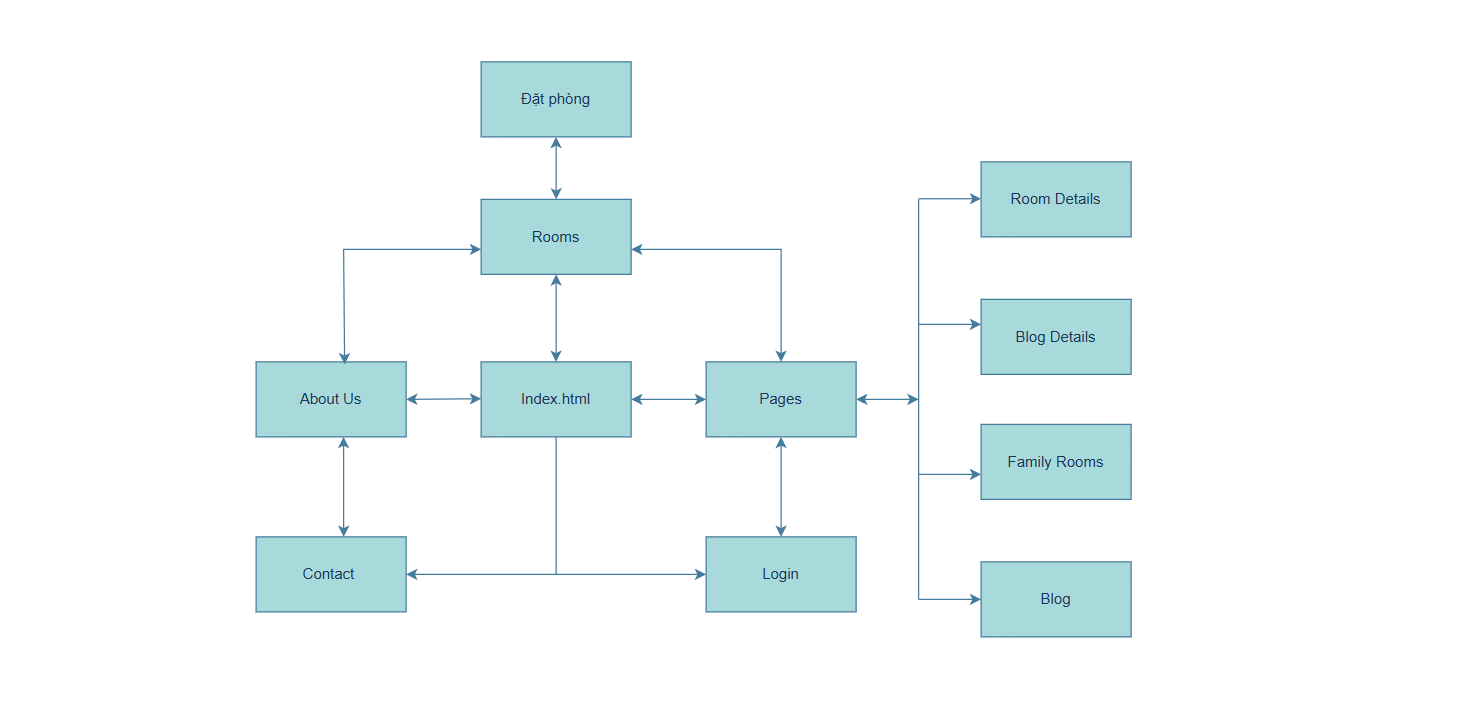 Đặt phòng
Rooms
About Us
Index.html
Pages
Contact
Login
Room Details
Blog Details
Family Rooms
Blog